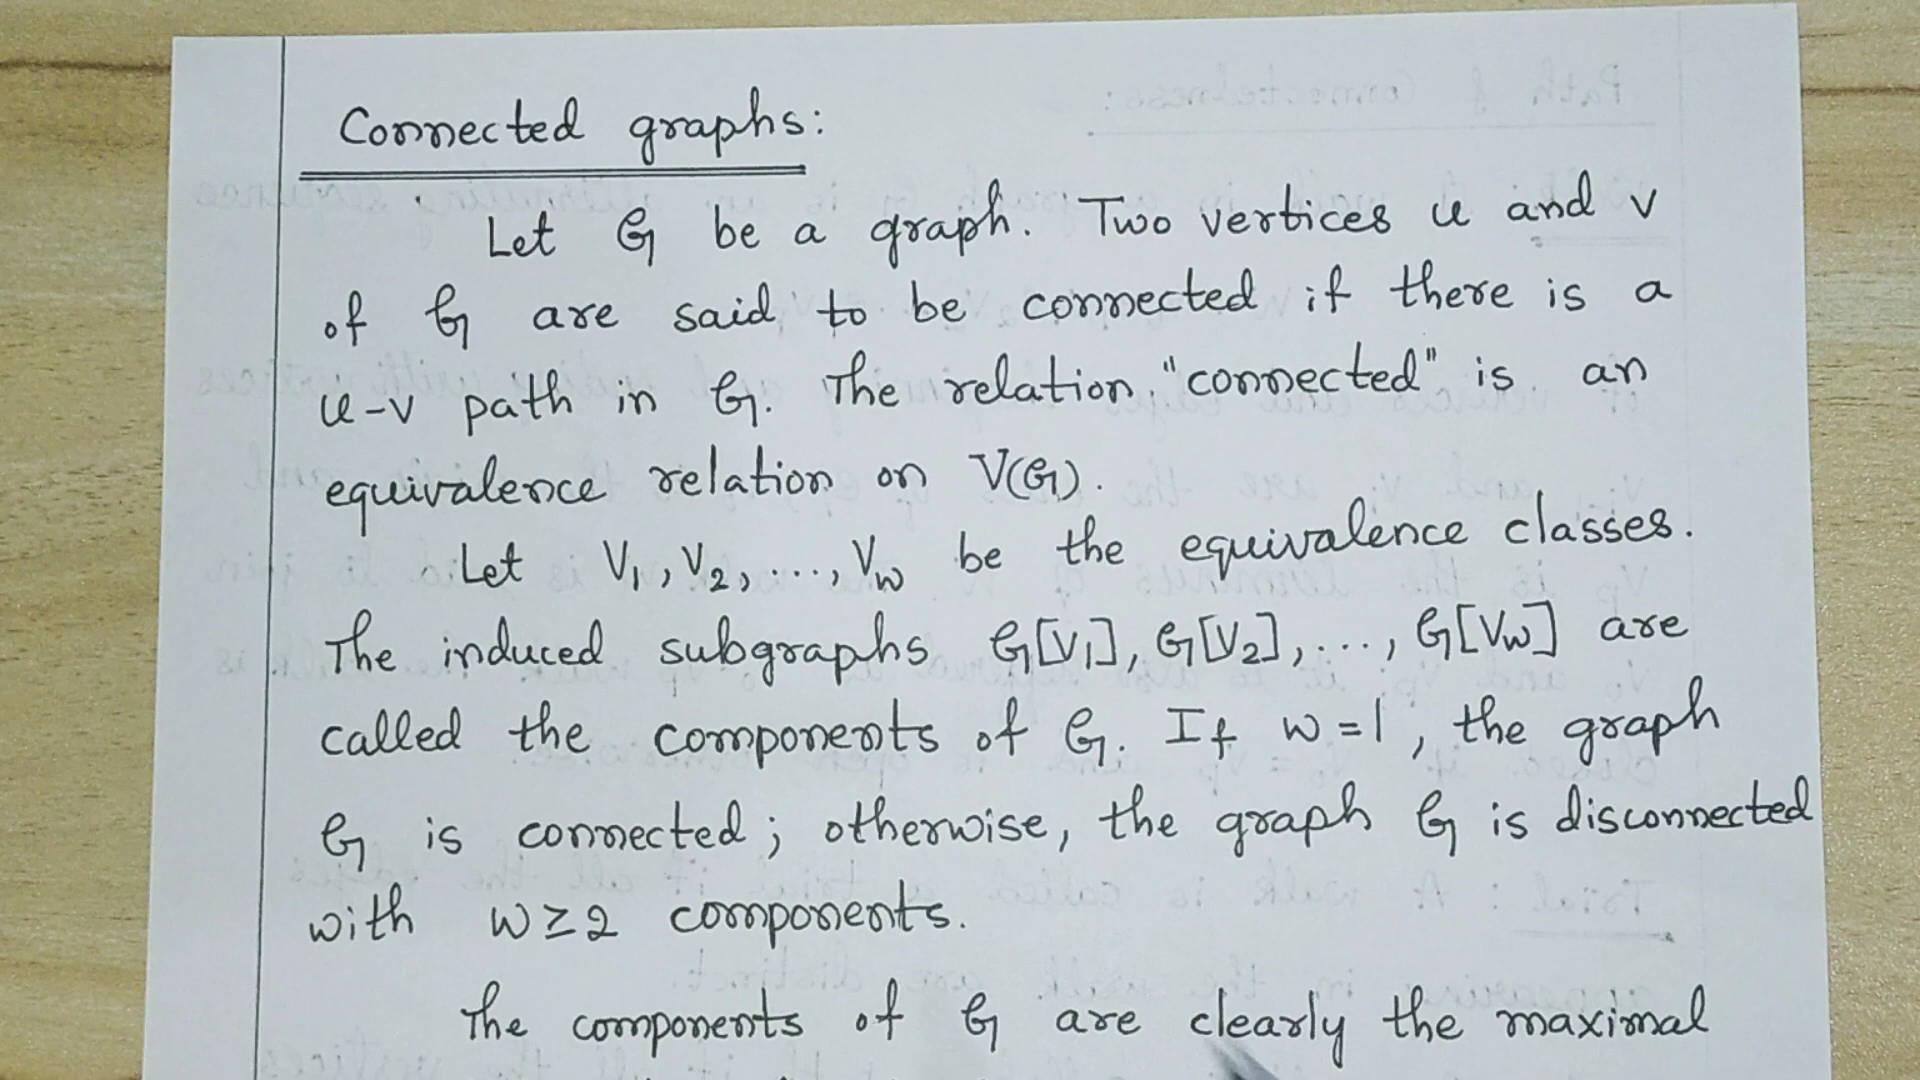 Connected graphs:
Let G be a graph. Two vertices u and v
of G are said to be connected if there is a
u-v path in G. The relation "connected" is an
equivalence relation on V(G).
Let V₁, V₂, ..., Vw be the equivalence classes.
The induced subgraphs G[V₁], G[V₂], ..., G[Vw] are
called the components of G. If w=1, the graph
G is connected; otherwise, the graph G is disconnected
with w≥2 components.
The components of G are clearly the maximal